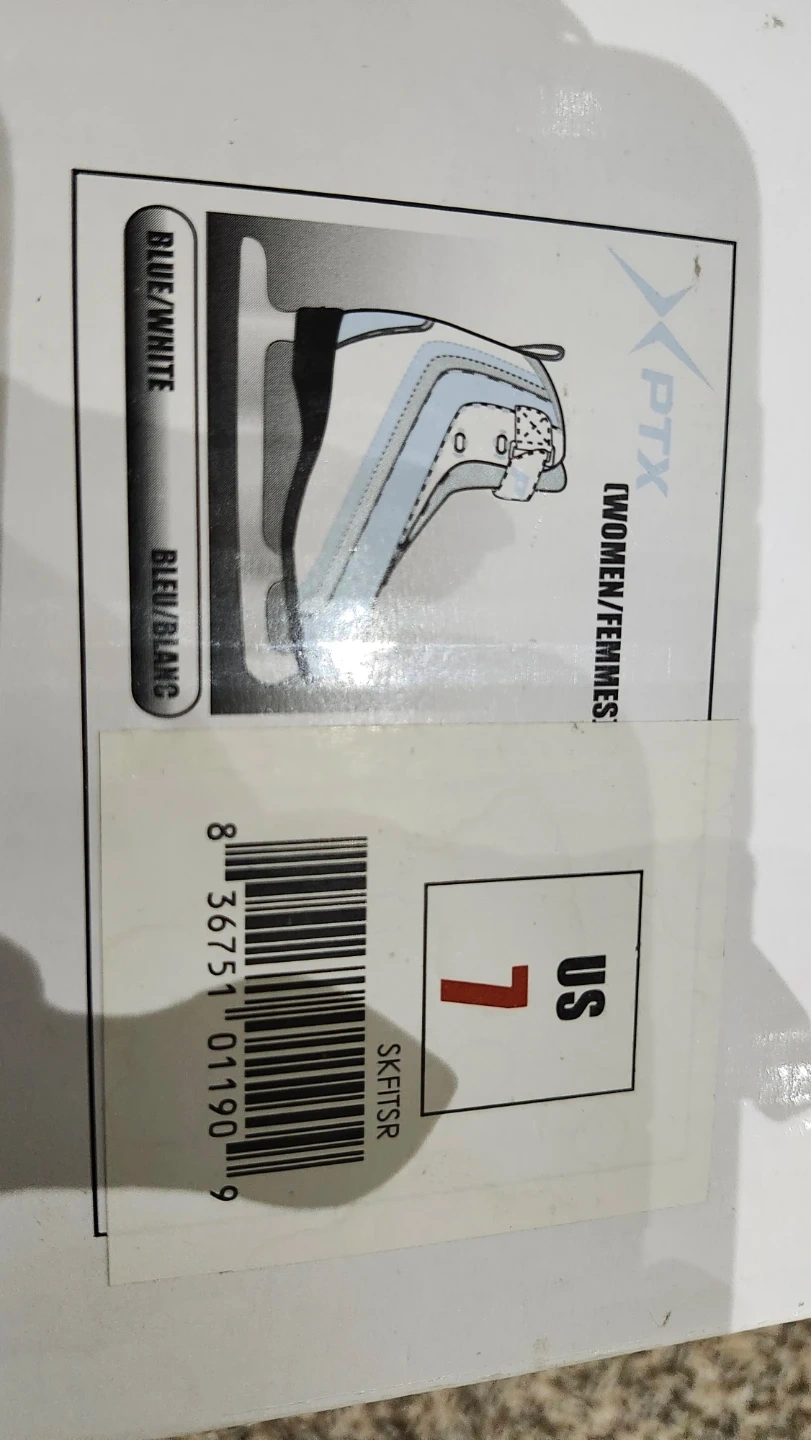 PTX
(WOMEN/FEMMES)
BLUE/WHITE BLEU/BLANC
US
7
SKFITSR
8 36751 01190 9